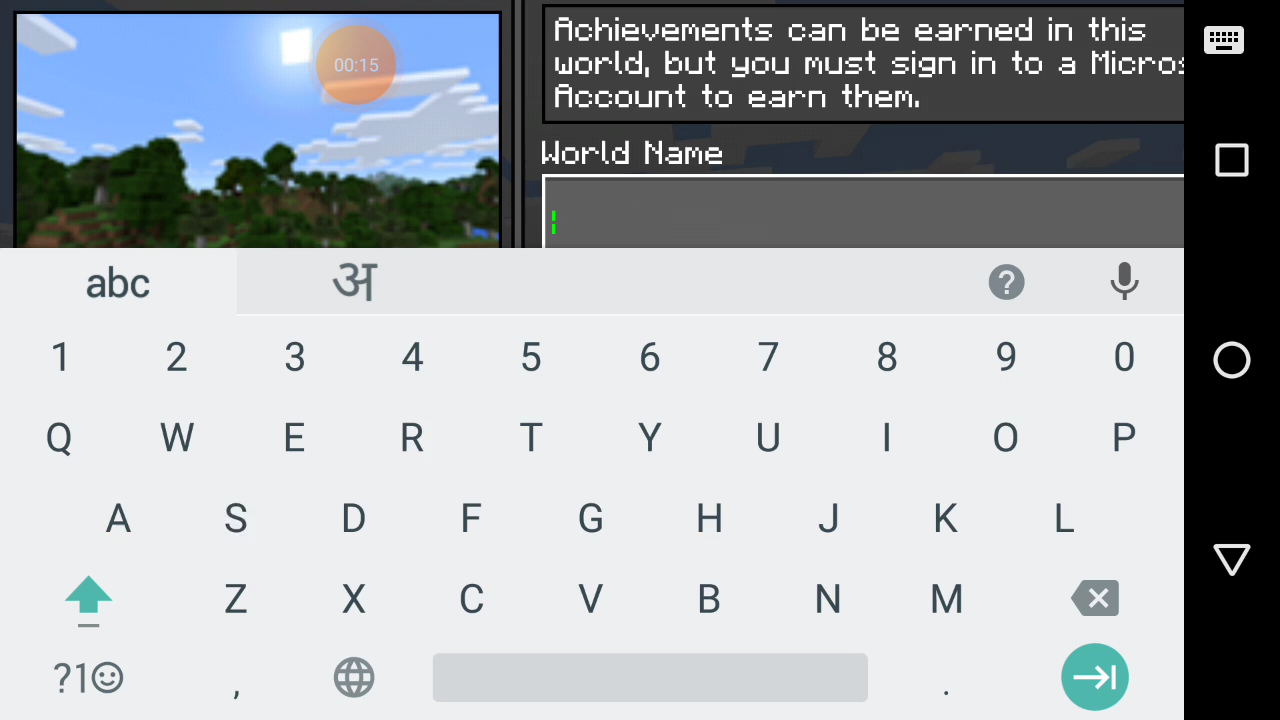 00:15
Achievements can be earned in this
world, but you must sign in to a Micros
Account to earn them.
World Name
abc अ ?
1 2 3 4 5 6 7 8 9 0
Q W E R T Y U I O P
A S D F G H J K L
Z X C V B N M
?1☺ , .